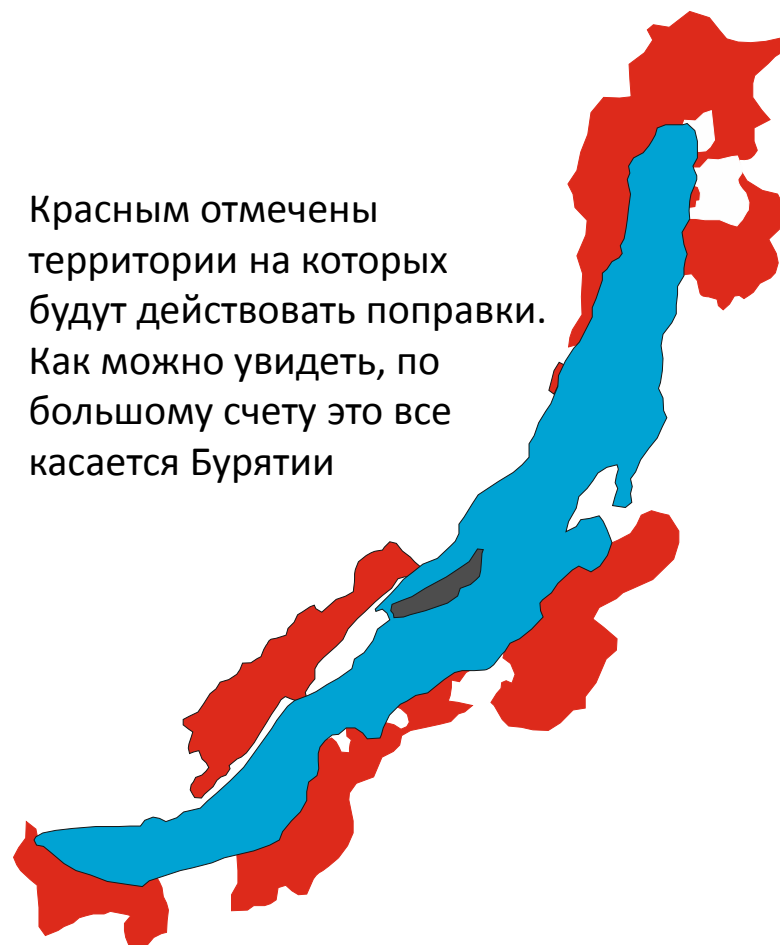 Красным отмечены
территории на которых
будут действовать поправки.
Как можно увидеть, по
большому счету это все
касается Бурятии